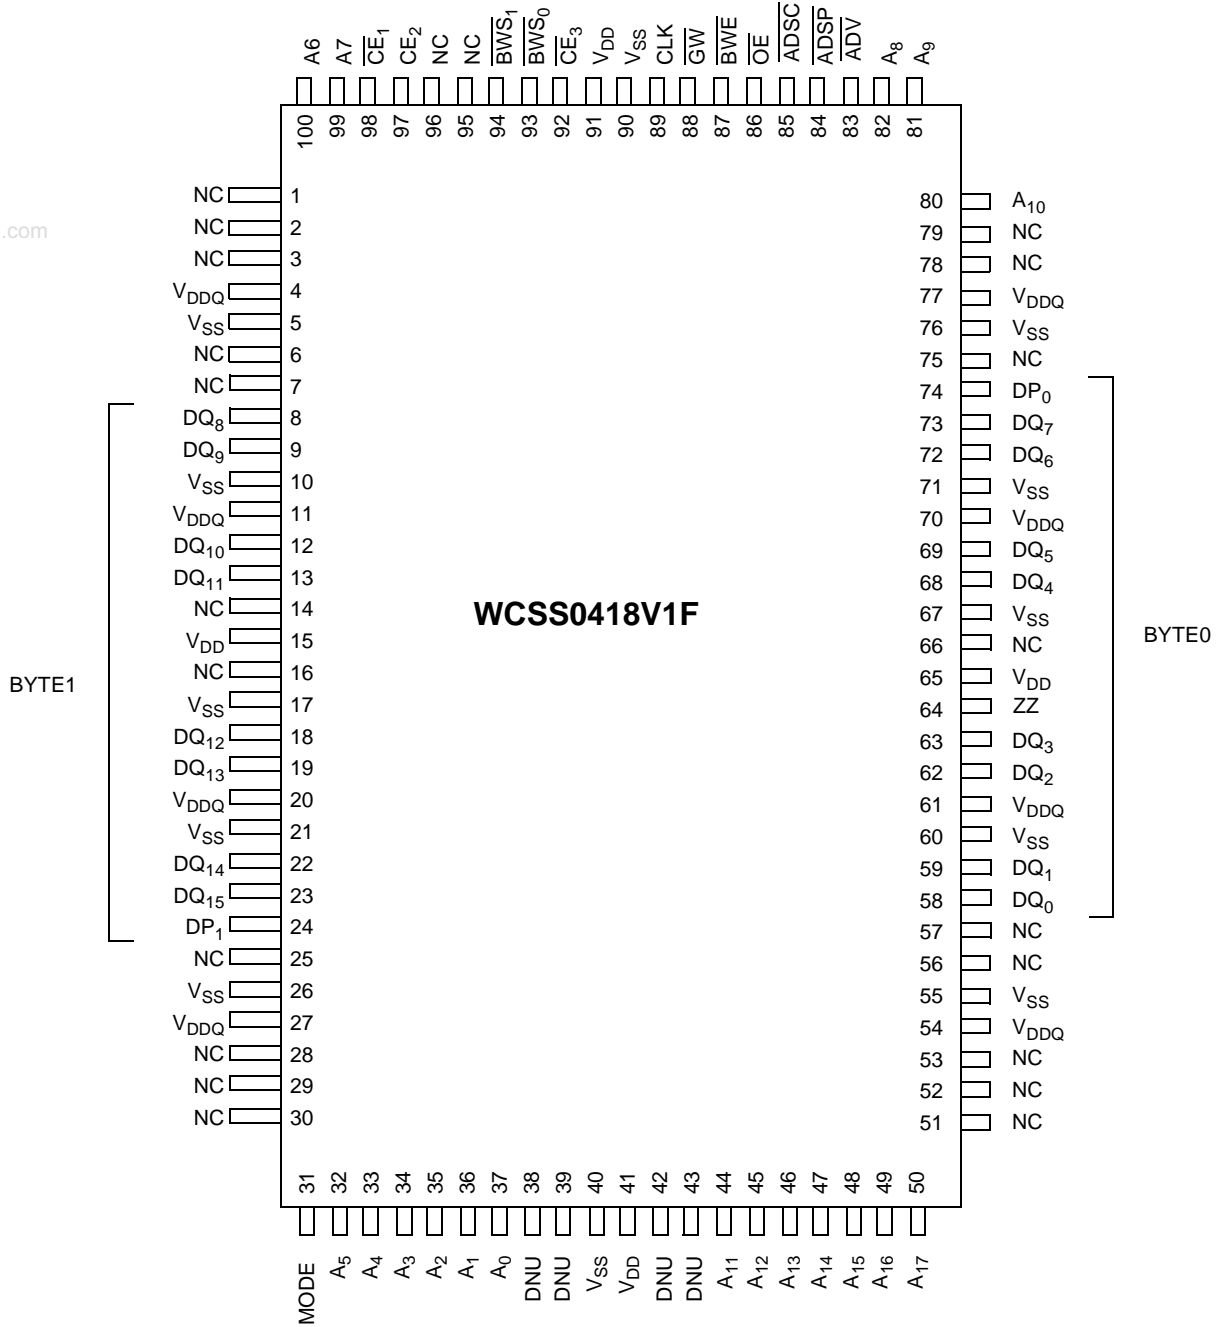 A6 A7 CE1 CE2 NC NC BWS1 BWS0 CE3 VDD VSS CLK GW BWE OE ADSC ADSP ADV A8 A9
100 99 98 97 96 95 94 93 92 91 90 89 88 87 86 85 84 83 82 81
NC 1
80 A10
NC 2
79 NC
.com
NC 3
78 NC
VDDQ 4
77 VDDQ
VSS 5
76 VSS
NC 6
75 NC
NC 7
74 DP0
DQ8 8
73 DQ7
DQ9 9
72 DQ6
VSS 10
71 VSS
VDDQ 11
70 VDDQ
DQ10 12
69 DQ5
DQ11 13
68 DQ4
NC 14
WCSS0418V1F
67 VSS
VDD 15
66 NC
BYTE0
NC 16
65 VDD
BYTE1
VSS 17
64 ZZ
DQ12 18
63 DQ3
DQ13 19
62 DQ2
VDDQ 20
61 VDDQ
VSS 21
60 VSS
DQ14 22
59 DQ1
DQ15 23
58 DQ0
DP1 24
57 NC
NC 25
56 NC
VSS 26
55 VSS
VDDQ 27
54 VDDQ
NC 28
53 NC
NC 29
52 NC
NC 30
51 NC
31 32 33 34 35 36 37 38 39 40 41 42 43 44 45 46 47 48 49 50
MODE A5 A4 A3 A2 A1 A0 DNU DNU VSS VDD DNU DNU A11 A12 A13 A14 A15 A16 A17